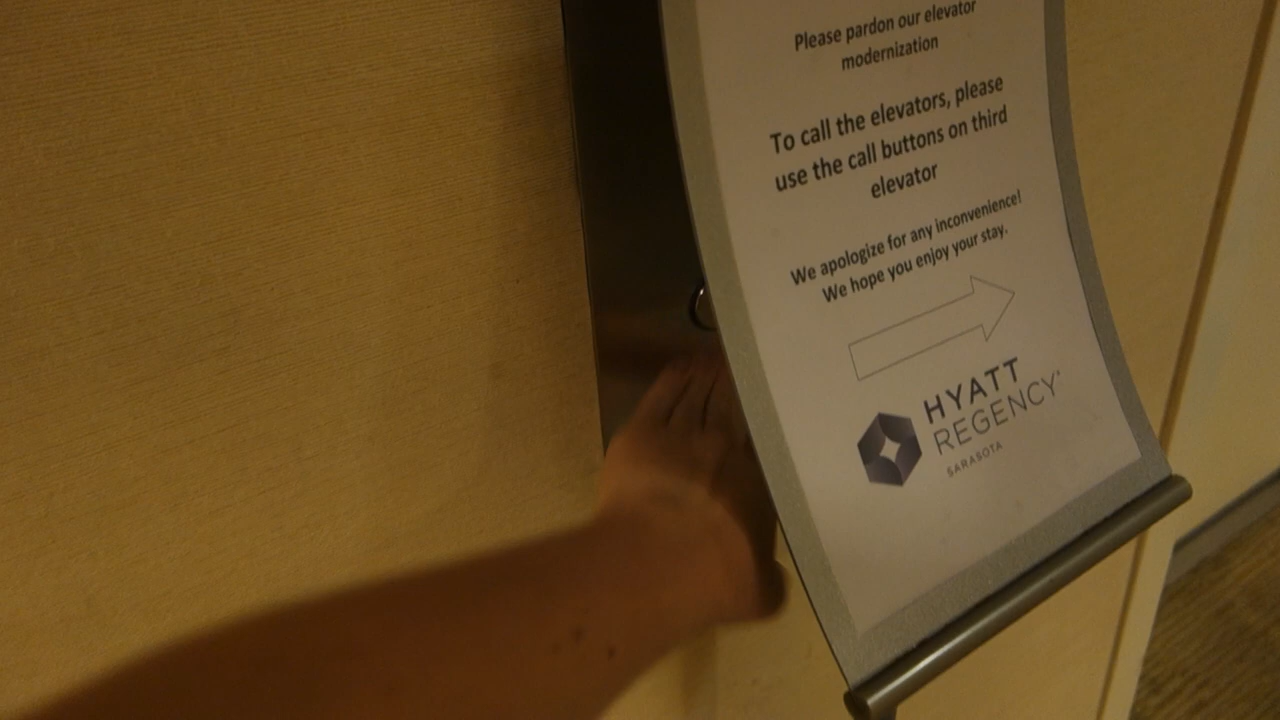 Please pardon our elevator
modernization
To call the elevators, please
use the call buttons on third
elevator
We apologize for any inconvenience!
We hope you enjoy your stay.
HYATT
REGENCY®
SARASOTA